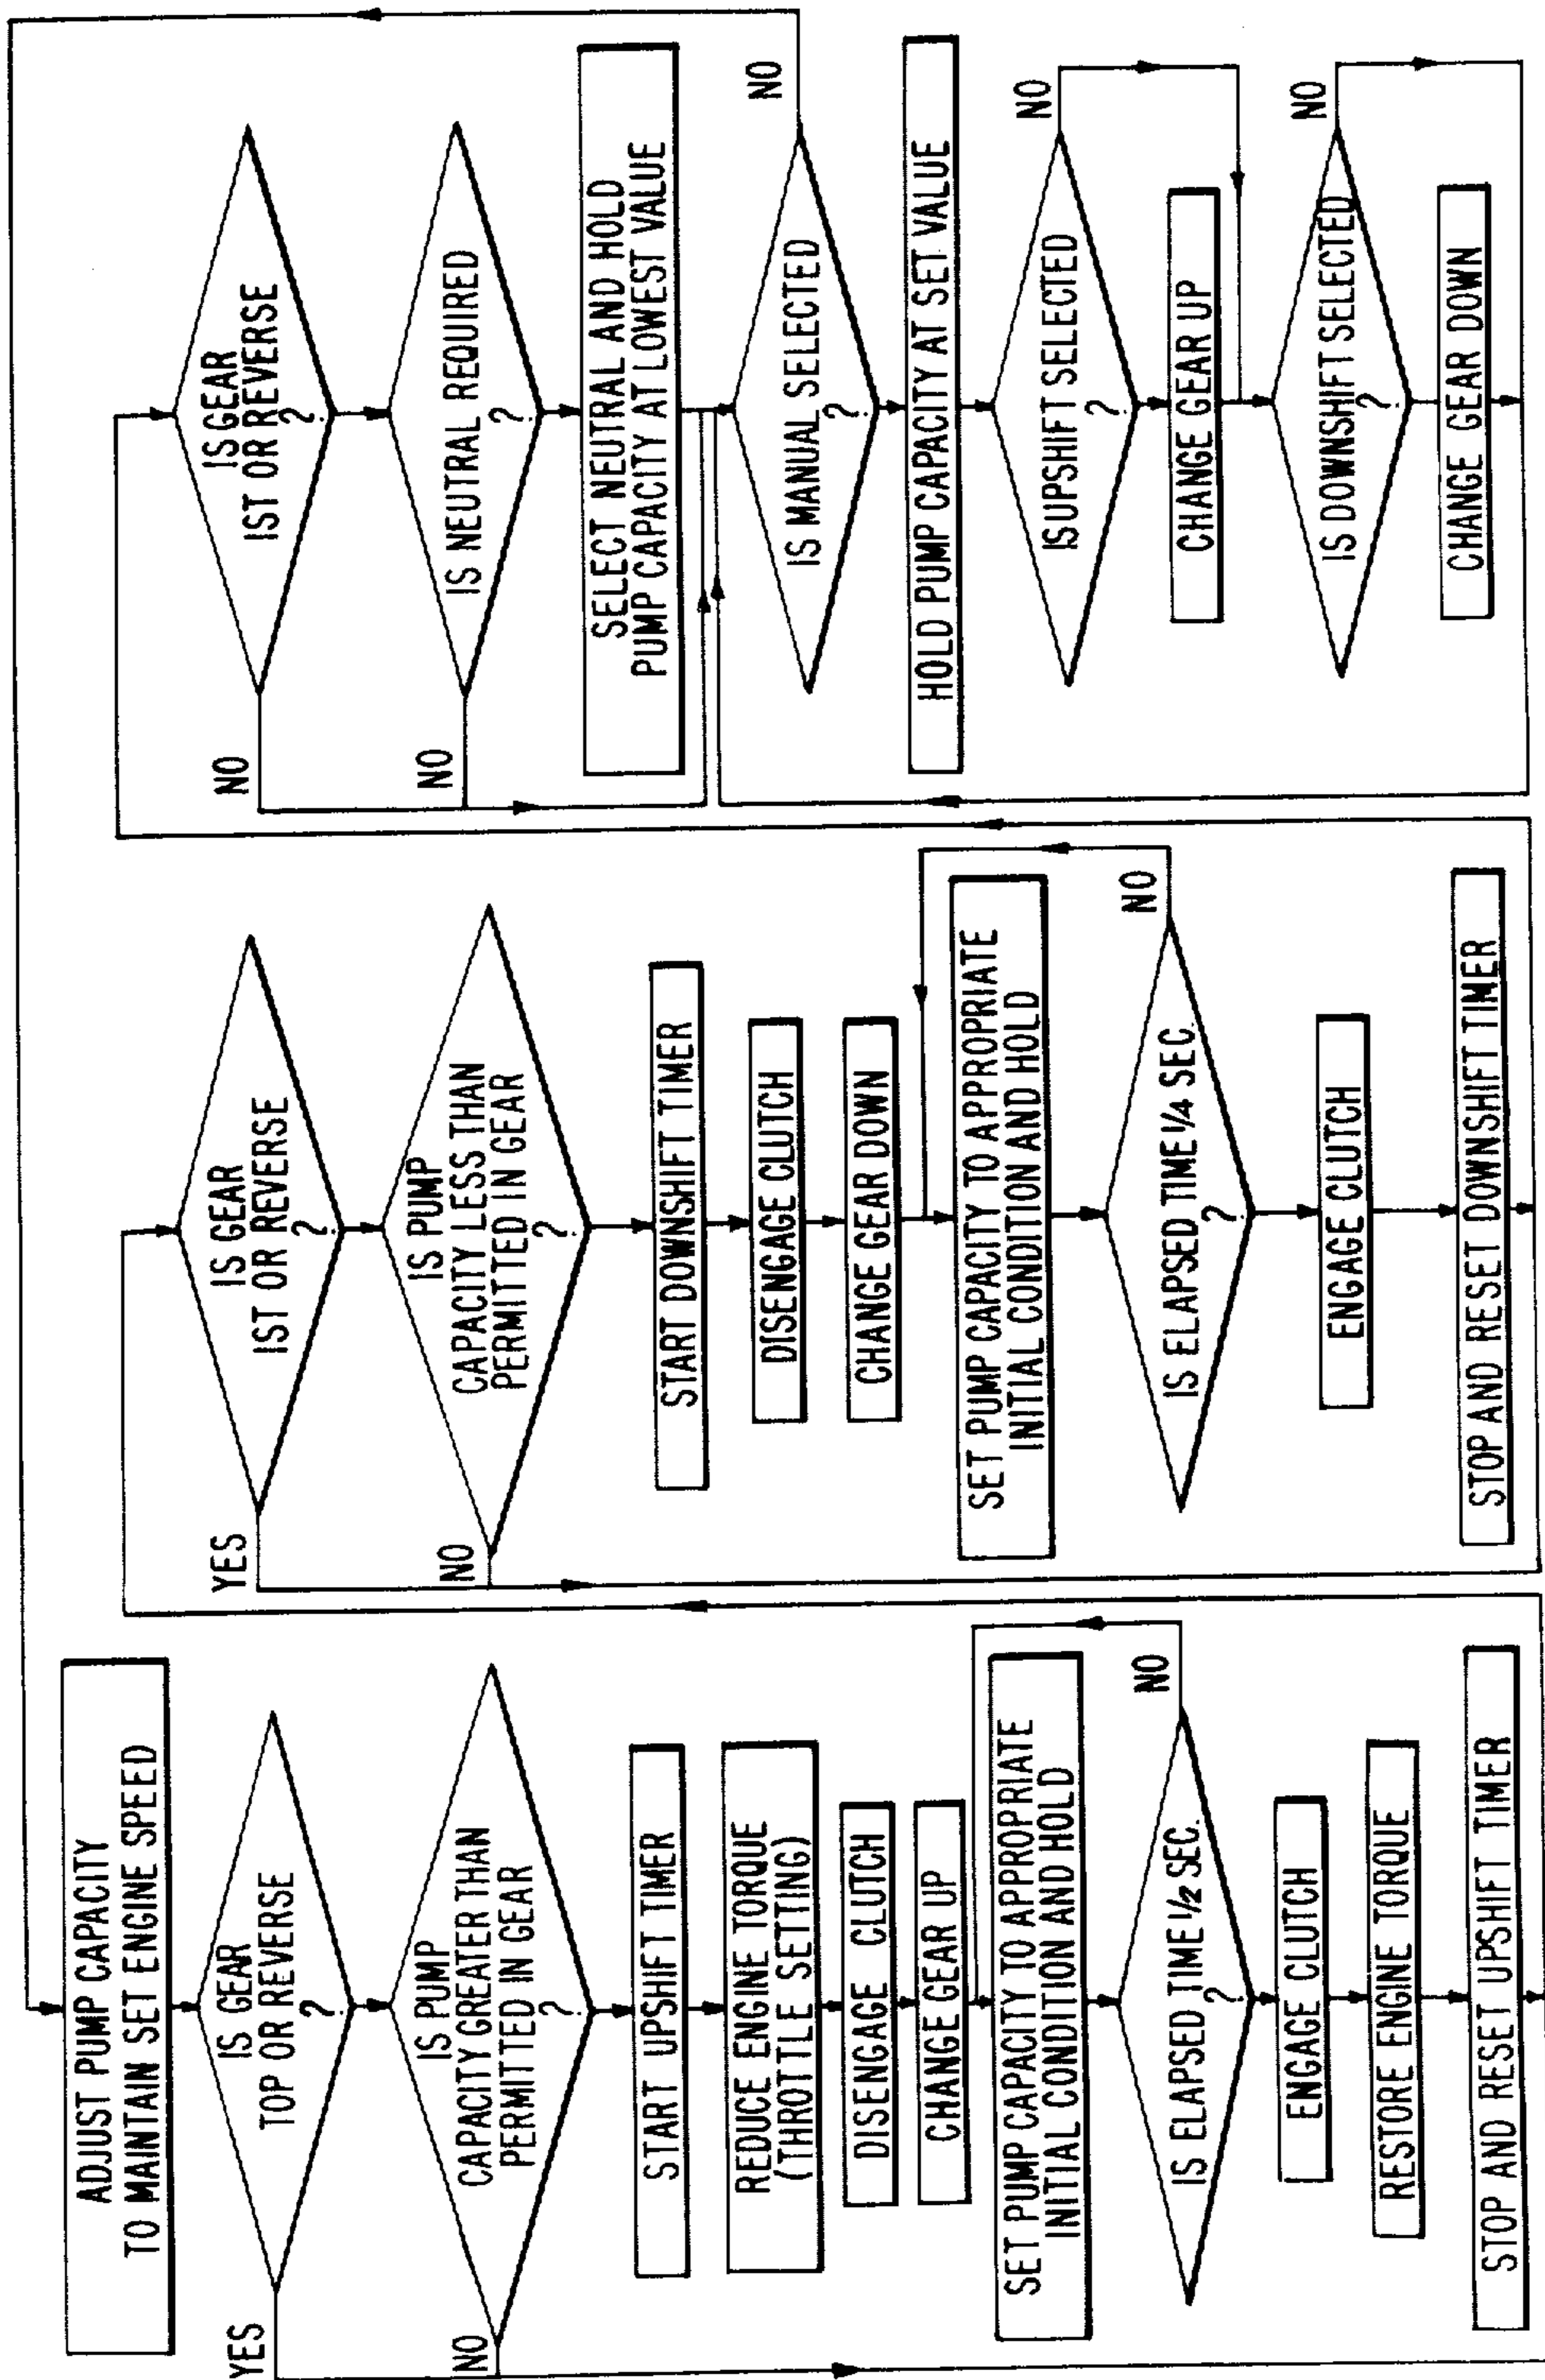 ADJUST PUMP CAPACITY
TO MAINTAIN SET ENGINE SPEED
IS GEAR
TOP OR REVERSE
?
YES
IS PUMP
CAPACITY GREATER THAN
PERMITTED IN GEAR
?
NO
START UPSHIFT TIMER
REDUCE ENGINE TORQUE
(THROTTLE SETTING)
DISENGAGE CLUTCH
CHANGE GEAR UP
SET PUMP CAPACITY TO APPROPRIATE
INITIAL CONDITION AND HOLD
IS ELAPSED TIME 1/2 SEC.
?
NO
ENGAGE CLUTCH
RESTORE ENGINE TORQUE
STOP AND RESET UPSHIFT TIMER
IS GEAR
IST OR REVERSE
?
YES
IS PUMP
CAPACITY LESS THAN
PERMITTED IN GEAR
?
NO
START DOWNSHIFT TIMER
DISENGAGE CLUTCH
CHANGE GEAR DOWN
SET PUMP CAPACITY TO APPROPRIATE
INITIAL CONDITION AND HOLD
IS ELAPSED TIME 1/4 SEC.
?
NO
ENGAGE CLUTCH
STOP AND RESET DOWNSHIFT TIMER
IS GEAR
IST OR REVERSE
?
NO
IS NEUTRAL REQUIRED
?
NO
SELECT NEUTRAL AND HOLD
PUMP CAPACITY AT LOWEST VALUE
IS MANUAL SELECTED
?
NO
HOLD PUMP CAPACITY AT SET VALUE
IS UPSHIFT SELECTED
?
NO
CHANGE GEAR UP
IS DOWNSHIFT SELECTED
?
NO
CHANGE GEAR DOWN